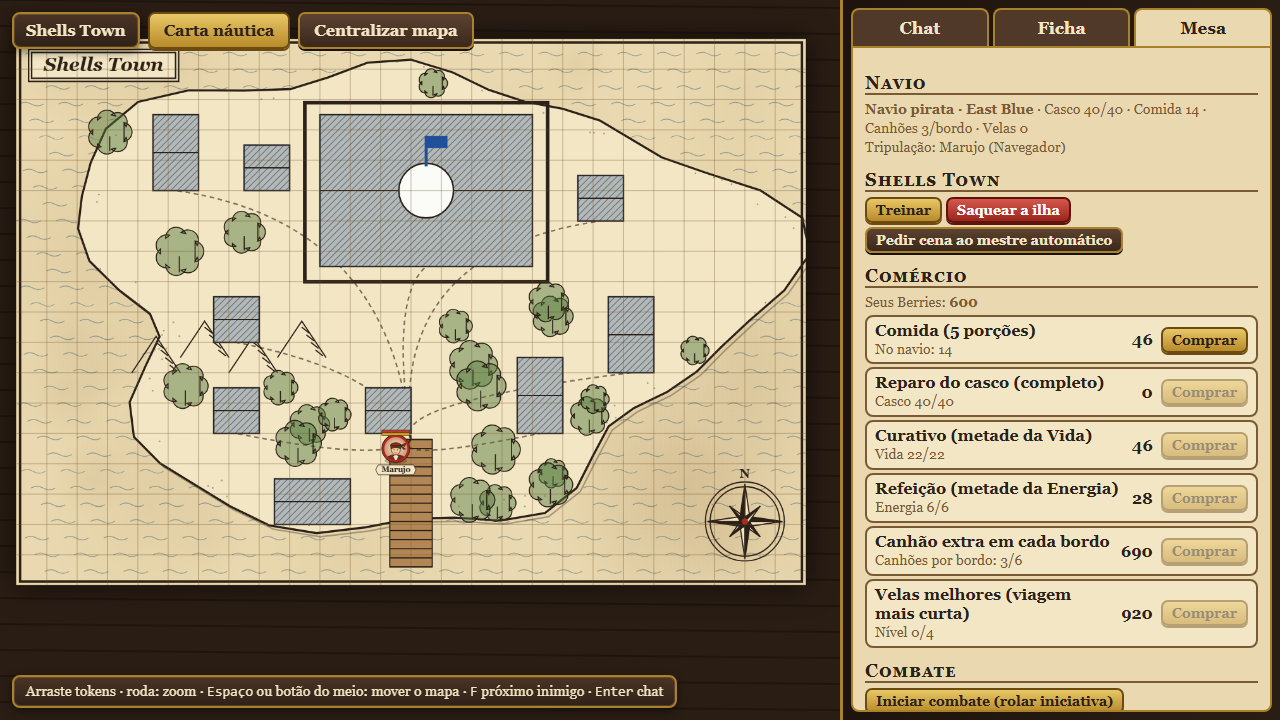 Shells Town
Carta náutica
Centralizar mapa
Shells Town
Marujo
N
Arraste tokens · roda: zoom · Espaço ou botão do meio: mover o mapa · F próximo inimigo · Enter chat
Chat
Ficha
Mesa
Navio
Navio pirata · East Blue · Casco 40/40 · Comida 14 ·
Canhões 3/bordo · Velas 0
Tripulação: Marujo (Navegador)
Shells Town
Treinar
Saquear a ilha
Pedir cena ao mestre automático
Comércio
Seus Berries: 600
Comida (5 porções)
No navio: 14
46
Comprar
Reparo do casco (completo)
Casco 40/40
0
Comprar
Curativo (metade da Vida)
Vida 22/22
46
Comprar
Refeição (metade da Energia)
Energia 6/6
28
Comprar
Canhão extra em cada bordo
Canhões por bordo: 3/6
690
Comprar
Velas melhores (viagem
mais curta)
Nível 0/4
920
Comprar
Combate
Iniciar combate (rolar iniciativa)